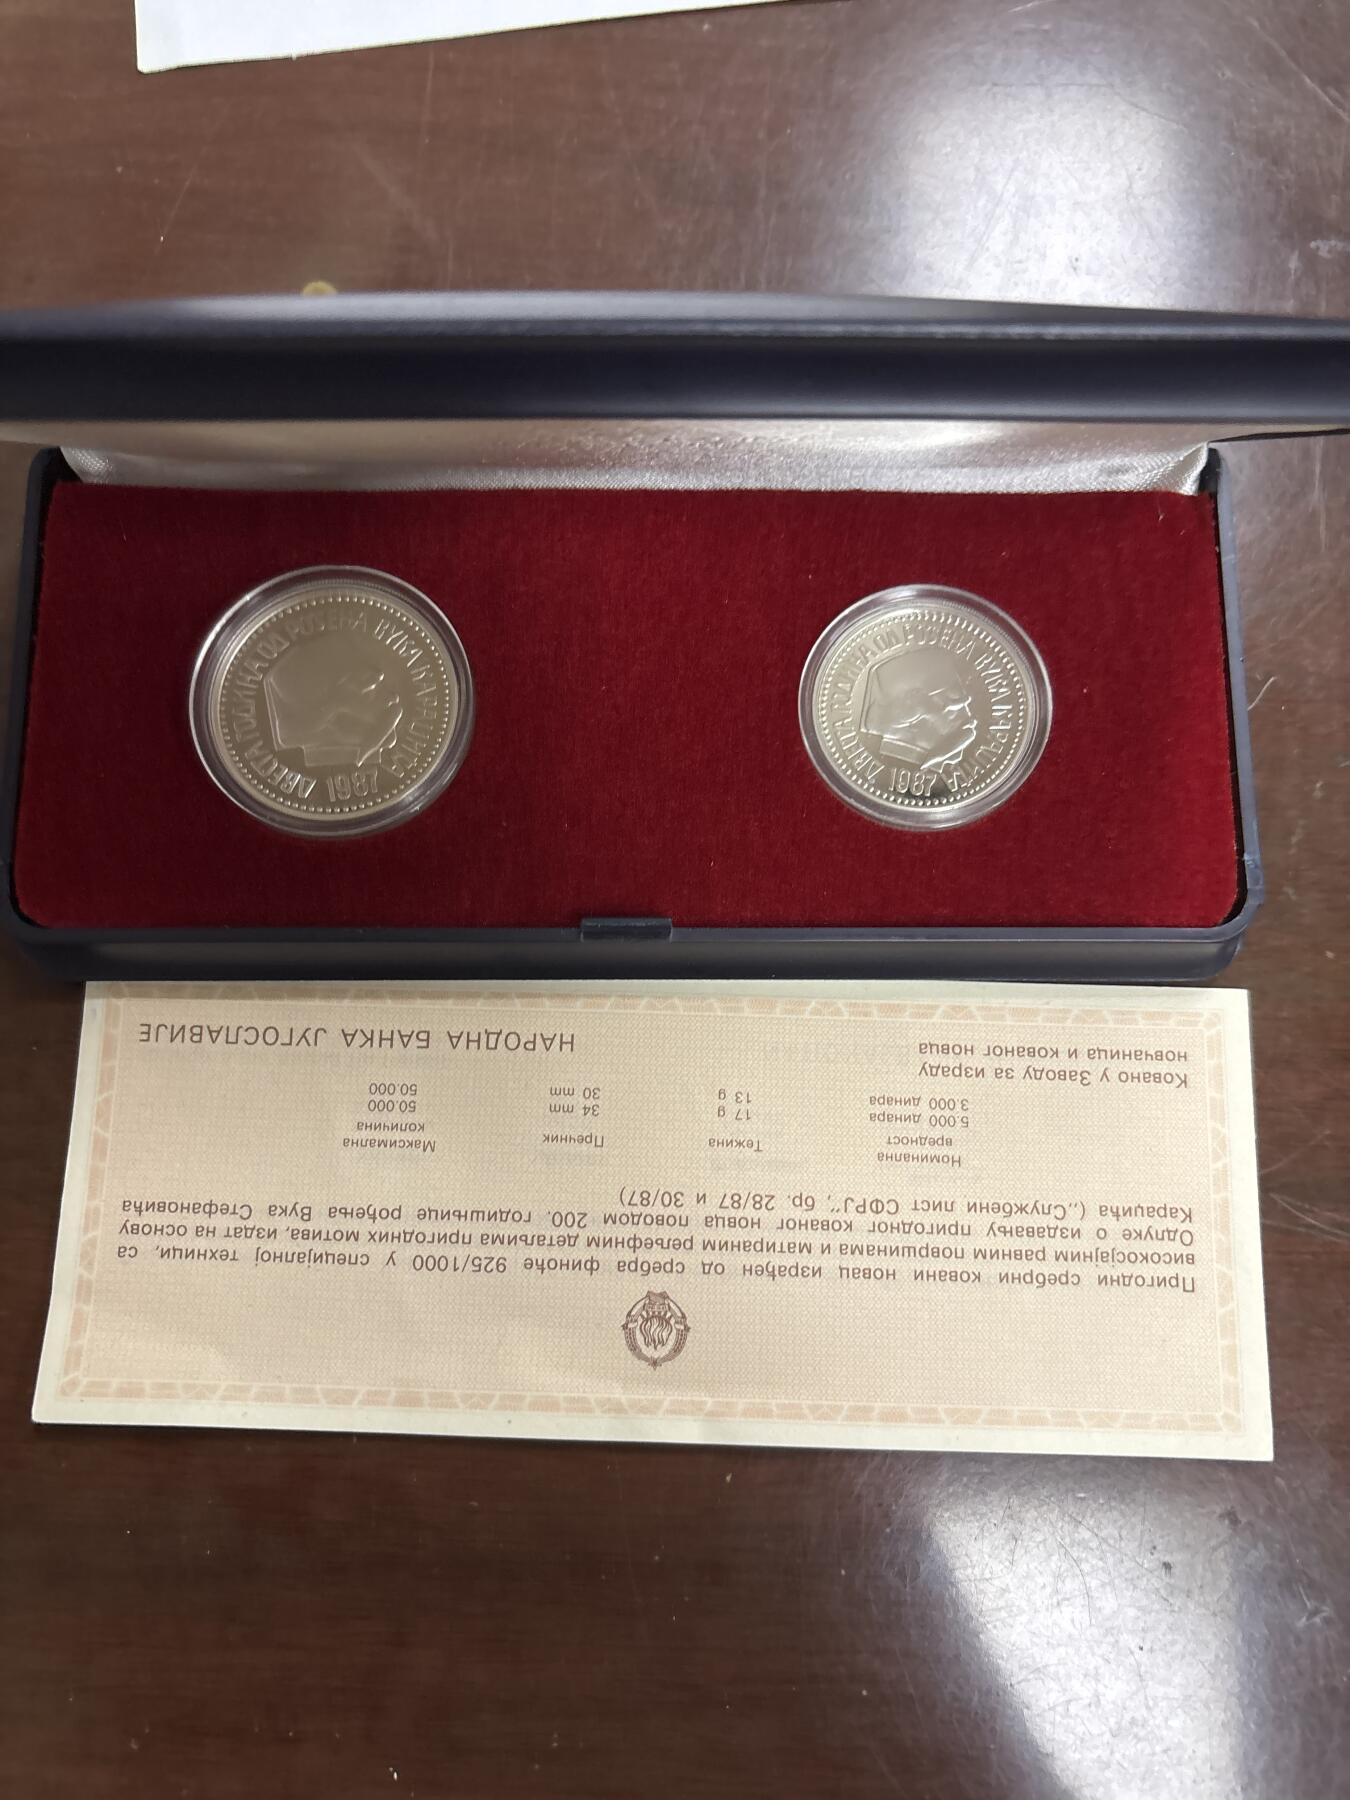 ДВЕСТА ГОДИНА ОД РОЂЕЊА ВУКА КАРАЏИЋА
1987
ДВЕСТА ГОДИНА ОД РОЂЕЊА ВУКА КАРАЏИЋА
1987
Пригодни сребрни ковани новац израђен од сребра финоће 925/1000 у специјалној техници, са
високосјајним равним површинама и матираним рељефним детаљима пригодних мотива, издат на основу
Одлуке о издавању пригодног кованог новца поводом 200. годишњице рођења Вука Стефановића
Караџића („Службени лист СФРЈ“, бр. 28/87 и 30/87)
Номинална вредност Тежина Пречник Максимална количина
5.000 динара 17 g 34 mm 50.000
3.000 динара 13 g 30 mm 50.000
Ковано у Заводу за израду
новчаница и кованог новца
НАРОДНА БАНКА ЈУГОСЛАВИЈЕ